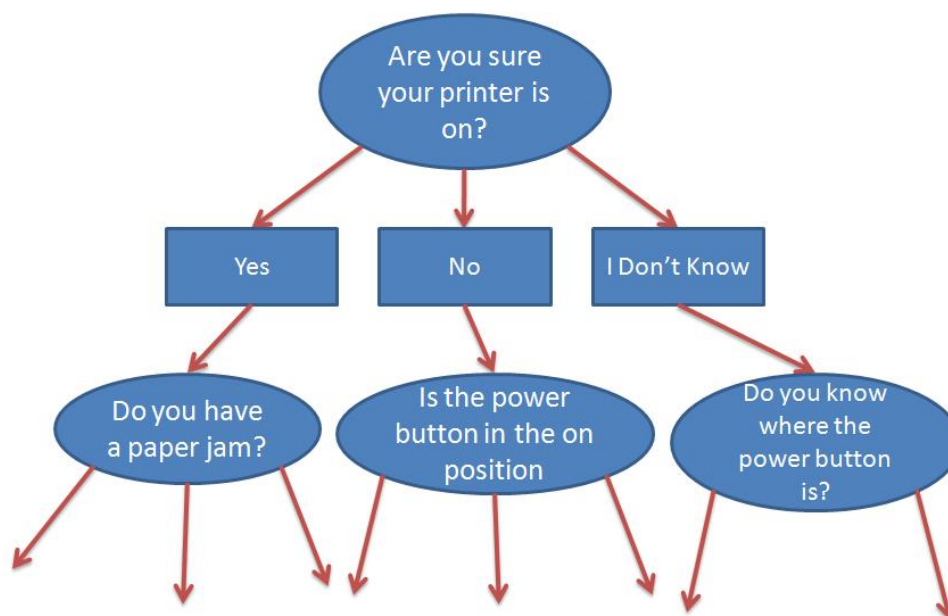 Are you sure
your printer is
on?
Yes
No
I Don’t Know
Do you have
a paper jam?
Is the power
button in the on
position
Do you know
where the
power button
is?